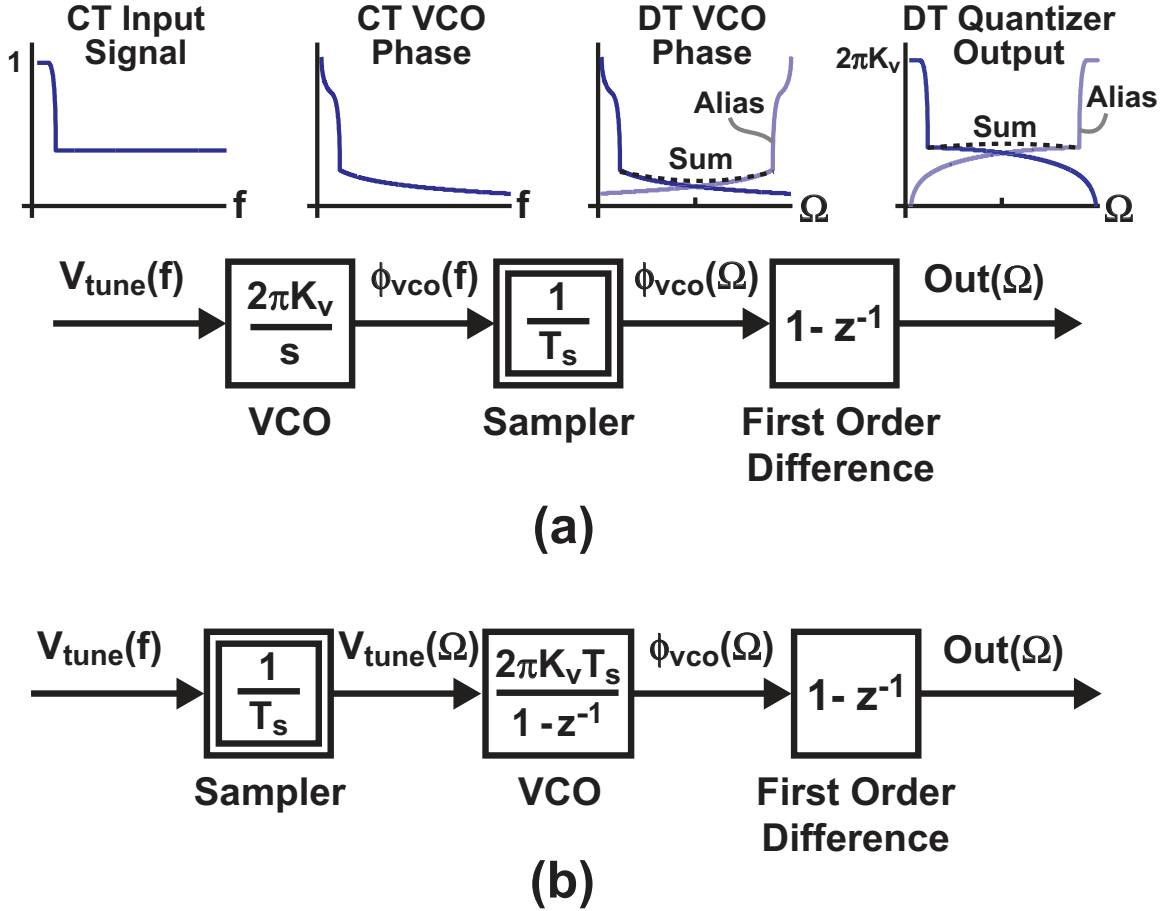 CT Input
Signal
1
f
CT VCO
Phase
f
DT VCO
Phase
Alias
Sum
Ω
DT Quantizer
Output
2πKv
Alias
Sum
Ω
Vtune(f)
2πKv
s
VCO
ϕvco(f)
1
Ts
Sampler
ϕvco(Ω)
1- z-1
First Order
Difference
Out(Ω)
(a)
Vtune(f)
1
Ts
Sampler
Vtune(Ω)
2πKvTs
1-z-1
VCO
ϕvco(Ω)
1- z-1
First Order
Difference
Out(Ω)
(b)